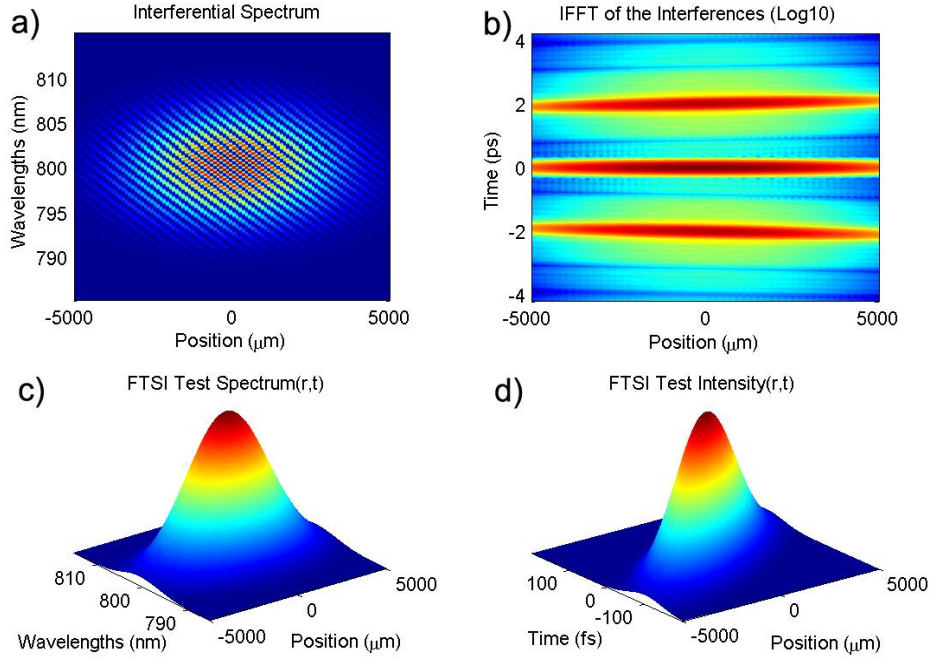 a)
Interferential Spectrum
Wavelengths (nm)
810
805
800
795
790
-5000
0
5000
Position (μm)
b)
IFFT of the Interferences (Log10)
Time (ps)
4
2
0
-2
-4
-5000
0
5000
Position (μm)
c)
FTSI Test Spectrum(r,t)
810
800
790
Wavelengths (nm)
-5000
0
5000
Position (μm)
d)
FTSI Test Intensity(r,t)
100
0
-100
Time (fs)
-5000
0
5000
Position (μm)